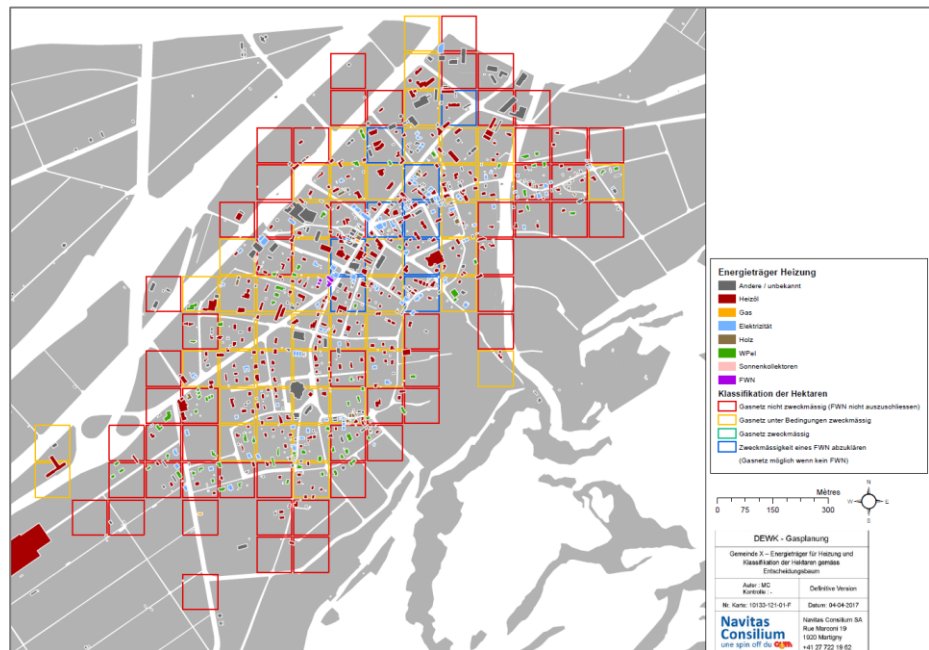 Energieträger Heizung
Andere / unbekannt
Heizöl
Gas
Elektrizität
Holz
WPel
Sonnenkollektoren
FWN
Klassifikation der Hektaren
Gasnetz nicht zweckmässig (FWN nicht auszuschliessen)
Gasnetz unter Bedingungen zweckmässig
Gasnetz zweckmässig
Zweckmässigkeit eines FWN abzuklären
(Gasnetz möglich wenn kein FWN)
Mètres
0 75 150 300
N
W E
S
DEWK - Gasplanung
Gemeinde X – Energieträger für Heizung und
Klassifikation der Hektaren gemäss
Entscheidungsbaum
Autor : MC
Kontrolle : -
Definitive Version
Nr. Karte: 10133-121-01-F
Datum: 04-04-2017
Navitas
Consilium
une spin off du
Navitas Consilium SA
Rue Marconi 19
1920 Martigny
+41 27 722 16 62